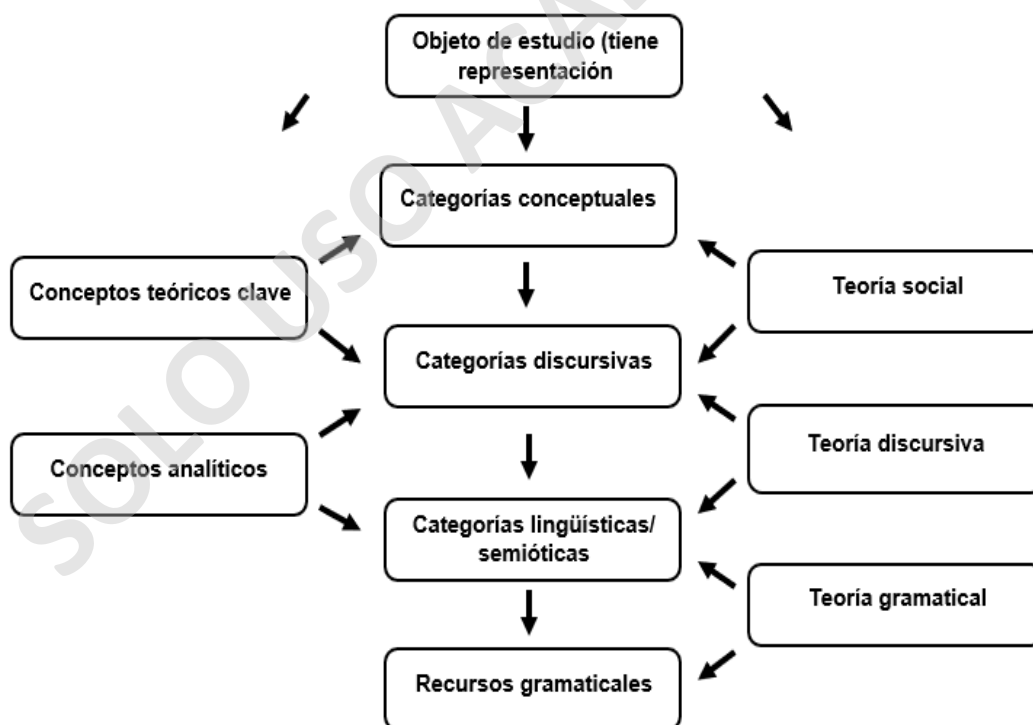 Objeto de estudio (tiene
representación
Categorías conceptuales
Conceptos teóricos clave
Teoría social
Categorías discursivas
Conceptos analíticos
Teoría discursiva
Categorías lingüísticas/
semióticas
Teoría gramatical
Recursos gramaticales
SOLO USO ACA